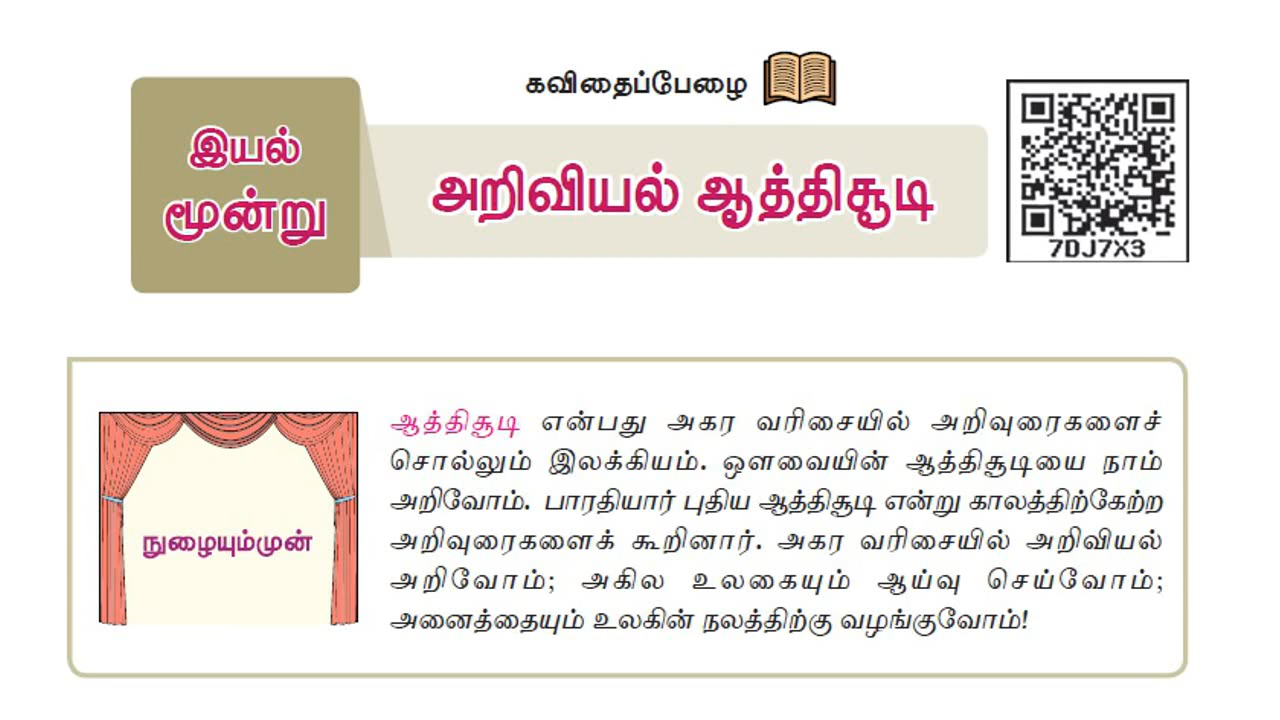 கவிதைப்பேழை
இயல்
மூன்று
அறிவியல் ஆத்திசூடி
7DJ7X3
நுழையும்முன்
ஆத்திசூடி என்பது அகர வரிசையில் அறிவுரைகளைச்
சொல்லும் இலக்கியம். ஔவையின் ஆத்திசூடியை நாம்
அறிவோம். பாரதியார் புதிய ஆத்திசூடி என்று காலத்திற்கேற்ற
அறிவுரைகளைக் கூறினார். அகர வரிசையில் அறிவியல்
அறிவோம்; அகில உலகையும் ஆய்வு செய்வோம்;
அனைத்தையும் உலகின் நலத்திற்கு வழங்குவோம்!